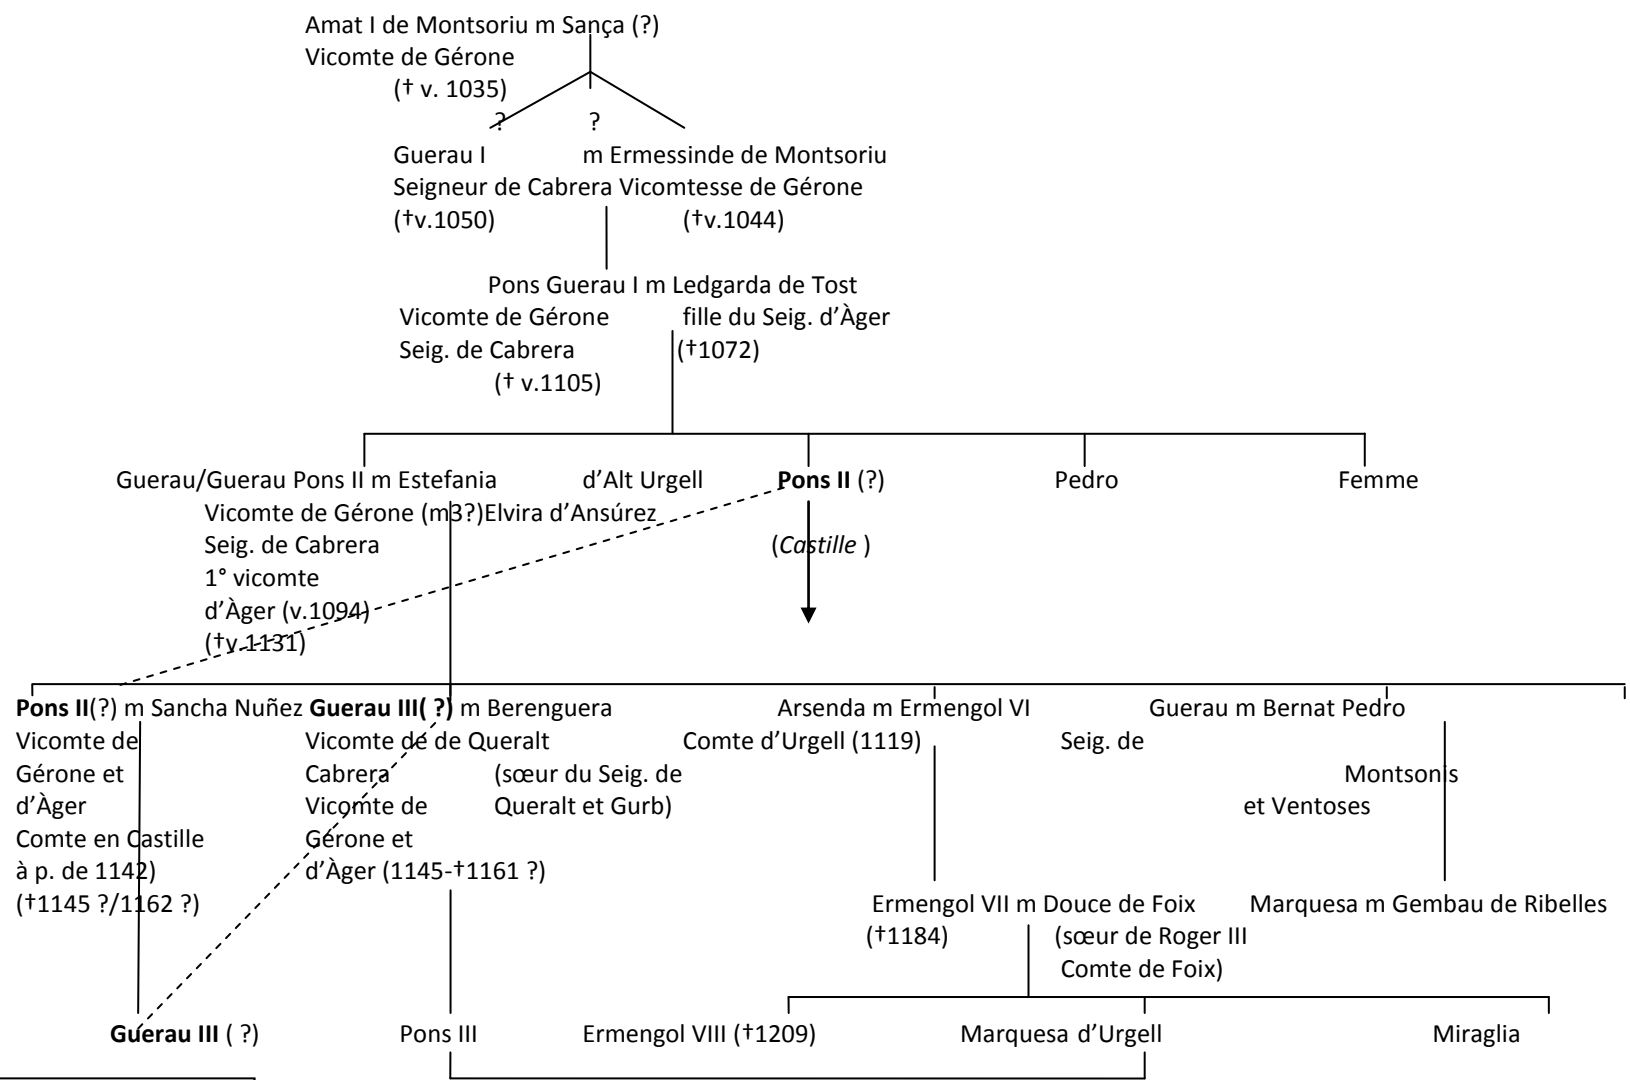 Amat I de Montsoriu m Sança (?)
Vicomte de Gérone
(† v. 1035)
? ?
Guerau I m Ermessinde de Montsoriu
Seigneur de Cabrera Vicomtesse de Gérone
(†v.1050) (†v.1044)
Pons Guerau I m Ledgarda de Tost
Vicomte de Gérone fille du Seig. d’Àger
Seig. de Cabrera (†1072)
(† v.1105)
Guerau/Guerau Pons II m Estefania d’Alt Urgell Pons II (?) Pedro Femme
Vicomte de Gérone (m3?)Elvira d’Ansúrez
Seig. de Cabrera (Castille )
1° vicomte
d’Àger (v.1094)
(†v.1131)
Pons II(?) m Sancha Nuñez Guerau III( ?) m Berenguera Arsenda m Ermengol VI Guerau m Bernat Pedro
Vicomte de Vicomte de de Queralt Comte d’Urgell (1119) Seig. de
Gérone et Cabrera (sœur du Seig. de Montsonis
d’Àger Vicomte de Queralt et Gurb) et Ventoses
Comte en Castille Gérone et
à p. de 1142) d’Àger (1145-†1161 ?)
(†1145 ?/1162 ?) Ermengol VII m Douce de Foix Marquesa m Gembau de Ribelles
(†1184) (sœur de Roger III
Comte de Foix)
Guerau III ( ?) Pons III Ermengol VIII (†1209) Marquesa d’Urgell Miraglia